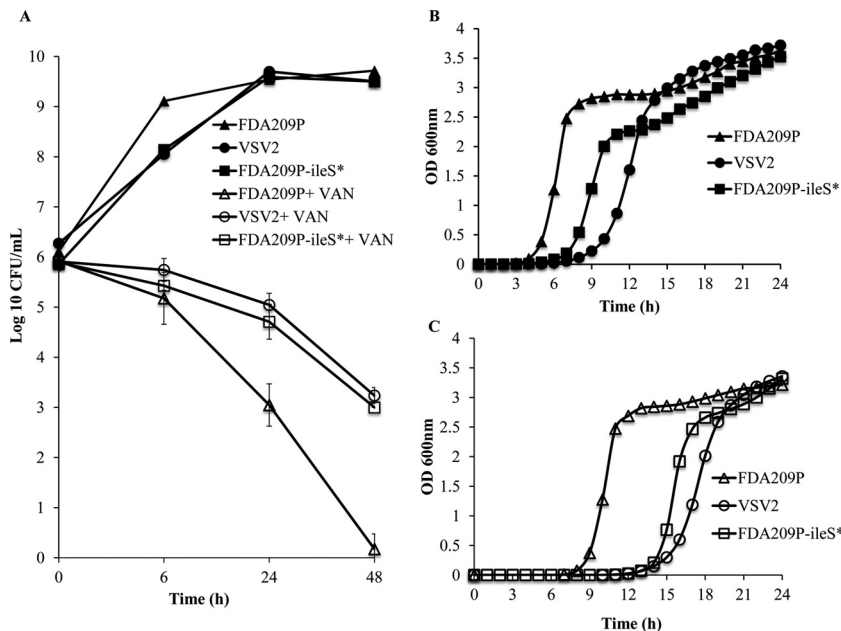 A
Log 10 CFU/mL
10
9
8
7
6
5
4
3
2
1
0
FDA209P
VSV2
FDA209P-ileS*
FDA209P+ VAN
VSV2+ VAN
FDA209P-ileS*+ VAN
0 6 24 48
Time (h)
B
OD 600nm
4
3.5
3
2.5
2
1.5
1
0.5
0
FDA209P
VSV2
FDA209P-ileS*
0 3 6 9 12 15 18 21 24
Time (h)
C
OD 600nm
4
3.5
3
2.5
2
1.5
1
0.5
0
FDA209P
VSV2
FDA209P-ileS*
0 3 6 9 12 15 18 21 24
Time (h)